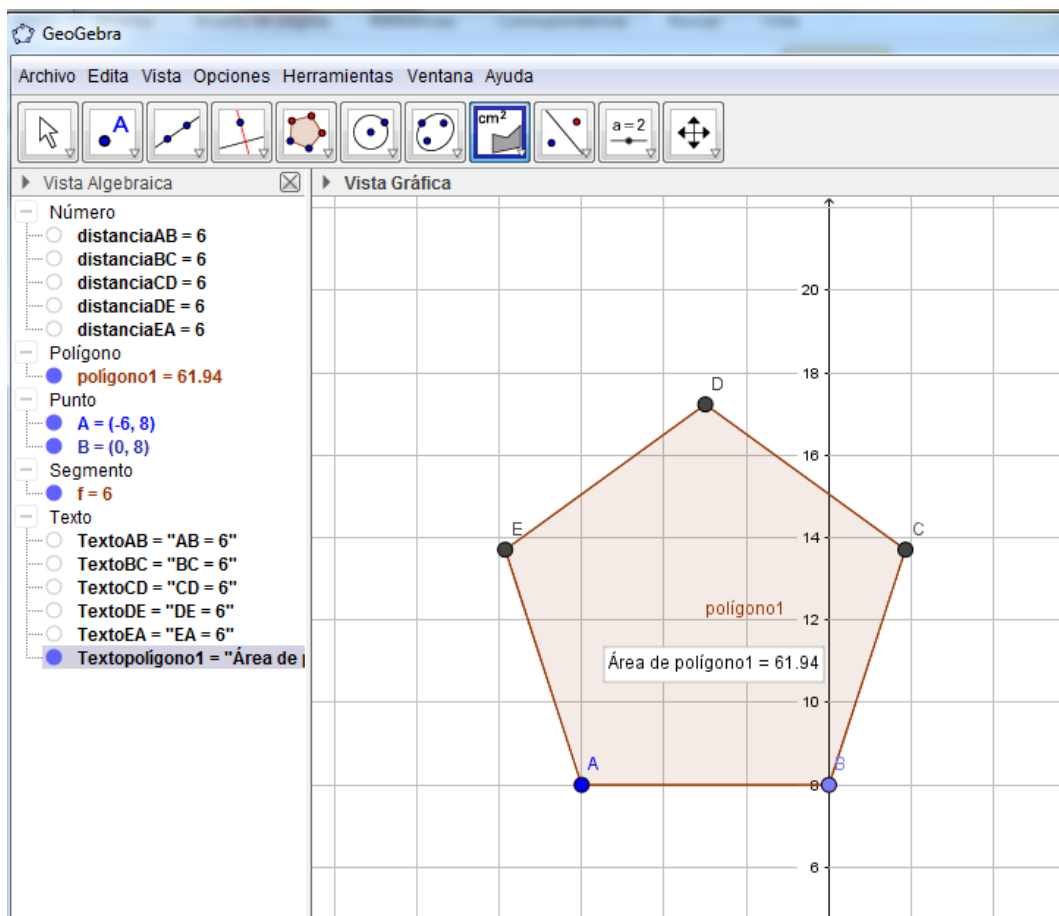 GeoGebra
Archivo Edita Vista Opciones Herramientas Ventana Ayuda
A
cm²
a = 2
Vista Algebraica
Vista Gráfica
Número
distanciaAB = 6
distanciaBC = 6
distanciaCD = 6
distanciaDE = 6
distanciaEA = 6
Polígono
polígono1 = 61.94
Punto
A = (-6, 8)
B = (0, 8)
Segmento
f = 6
Texto
TextoAB = "AB = 6"
TextoBC = "BC = 6"
TextoCD = "CD = 6"
TextoDE = "DE = 6"
TextoEA = "EA = 6"
Textopolígono1 = "Área de
20
18
D
16
E
C
14
polígono1
12
Área de polígono1 = 61.94
10
A
B
8
6